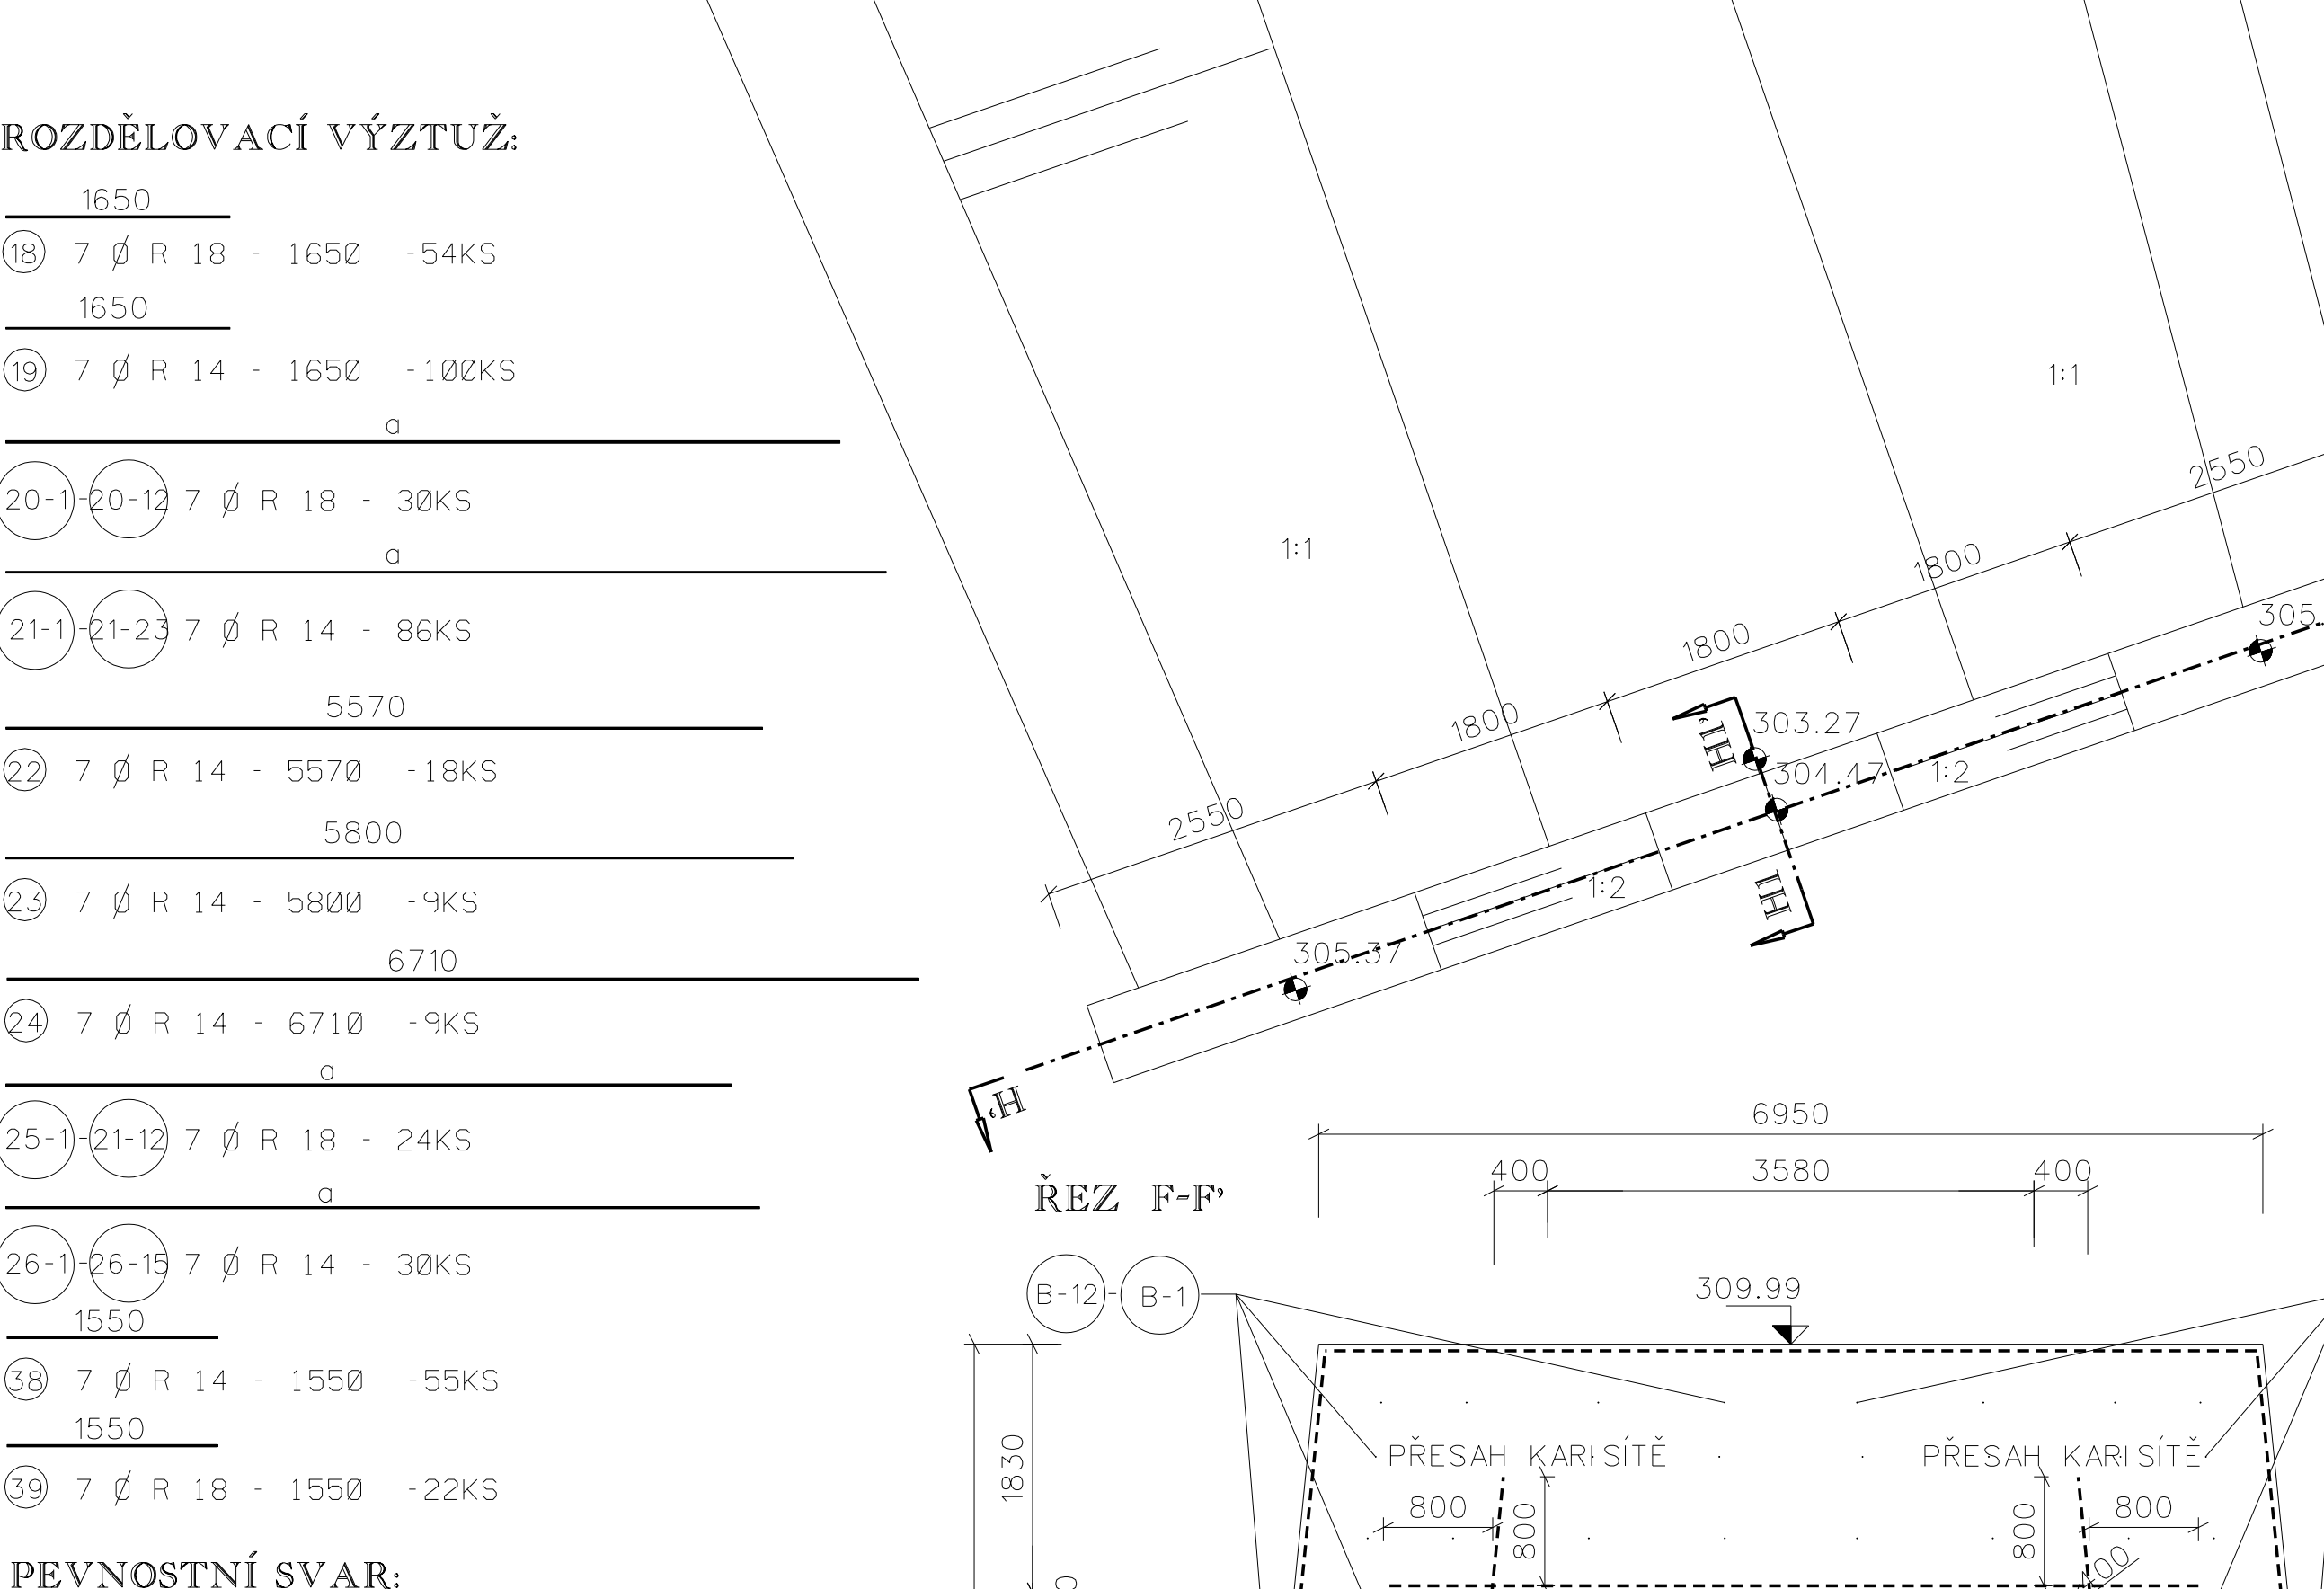 ROZDĚLOVACÍ VÝZTUŽ:
1650
18 7 Ø R 18 - 1650 -54KS
1650
19 7 Ø R 14 - 1650 -100KS
a
20-1-20-12 7 Ø R 18 - 30KS
a
21-1-21-23 7 Ø R 14 - 86KS
5570
22 7 Ø R 14 - 5570 -18KS
5800
23 7 Ø R 14 - 5800 -9KS
6710
24 7 Ø R 14 - 6710 -9KS
a
25-1-21-12 7 Ø R 18 - 24KS
a
26-1-26-15 7 Ø R 14 - 30KS
1550
38 7 Ø R 14 - 1550 -55KS
1550
39 7 Ø R 18 - 1550 -22KS
PEVNOSTNÍ SVAR:
1:1
1:1
2550
1800
1800
1800
2550
305.
303.27
304.47
1:2
1:2
305.37
CH'
CH
H'
6950
400 3580 400
ŘEZ F-F'
B-12-B-1
309.99
1830
PŘESAH KARI SÍTĚ
PŘESAH KARI SÍTĚ
800
800
800
800
400